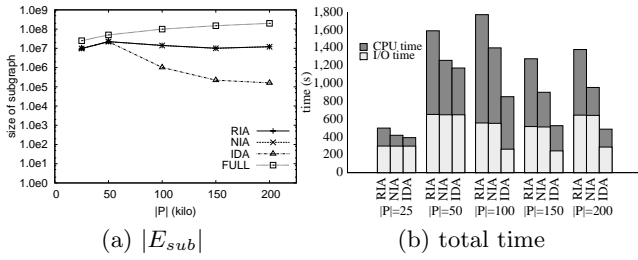 1.0e9
1.0e8
1.0e7
1.0e6
1.0e5
1.0e4
1.0e3
1.0e2
1.0e1
1.0e0
size of subgraph
0 50 100 150 200
|P| (kilo)
RIA
NIA
IDA
FULL
(a) |E_sub|
1,800
1,600
1,400
1,200
1,000
800
600
400
200
0
time (s)
CPU time
I/O time
RIA NIA IDA RIA NIA IDA RIA NIA IDA RIA NIA IDA RIA NIA IDA
|P|=25 |P|=50 |P|=100 |P|=150 |P|=200
(b) total time